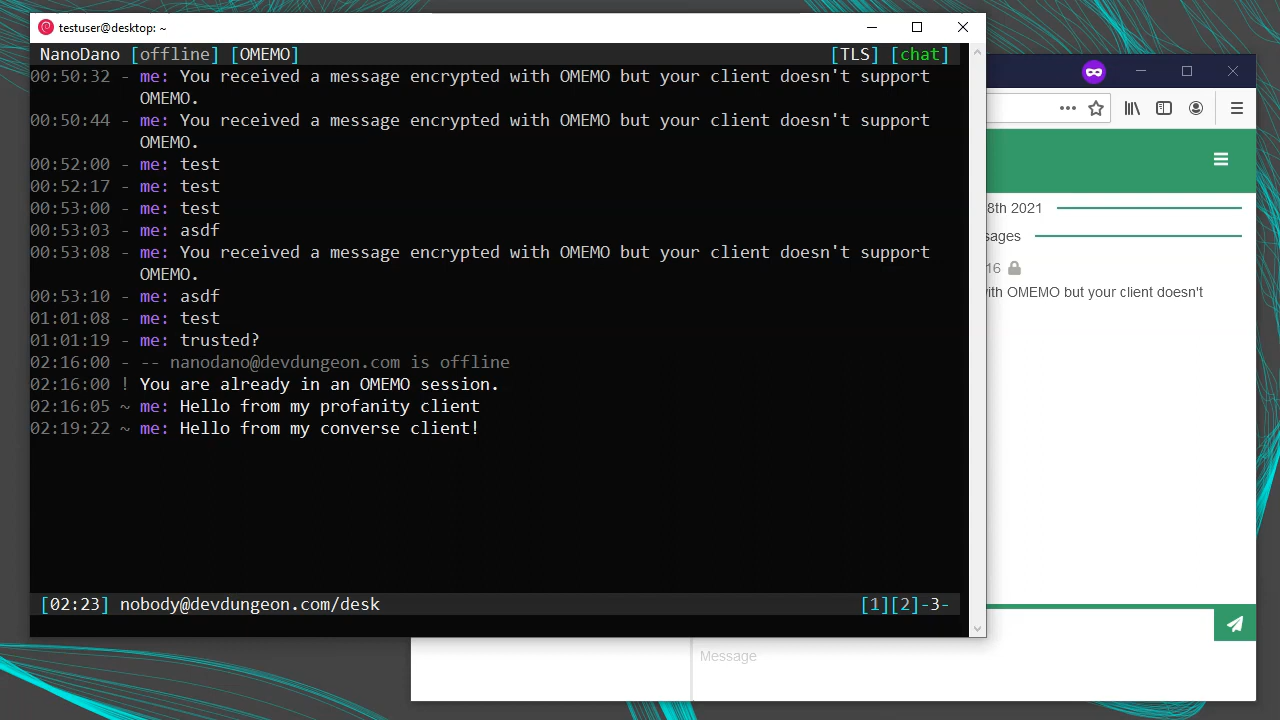 testuser@desktop: ~
NanoDano [offline] [OMEMO] [TLS] [chat]
00:50:32 - me: You received a message encrypted with OMEMO but your client doesn't support
OMEMO.
00:50:44 - me: You received a message encrypted with OMEMO but your client doesn't support
OMEMO.
00:52:00 - me: test
00:52:17 - me: test
00:53:00 - me: test
00:53:03 - me: asdf
00:53:08 - me: You received a message encrypted with OMEMO but your client doesn't support
OMEMO.
00:53:10 - me: asdf
01:01:08 - me: test
01:01:19 - me: trusted?
02:16:00 - -- nanodano@devdungeon.com is offline
02:16:00 ! You are already in an OMEMO session.
02:16:05 ~ me: Hello from my profanity client
02:19:22 ~ me: Hello from my converse client!
[02:23] nobody@devdungeon.com/desk [1][2]-3-
8th 2021
sages
16
ith OMEMO but your client doesn't
Message